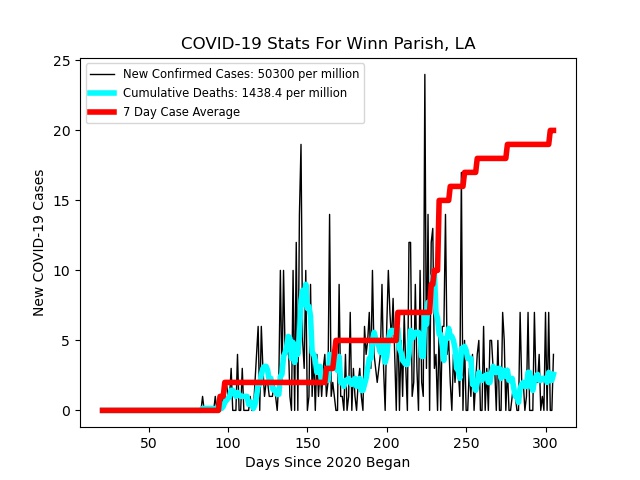 COVID-19 Stats For Winn Parish, LA
New Confirmed Cases: 50300 per million
Cumulative Deaths: 1438.4 per million
7 Day Case Average
New COVID-19 Cases
25
20
15
10
5
0
50
100
150
200
250
300
Days Since 2020 Began